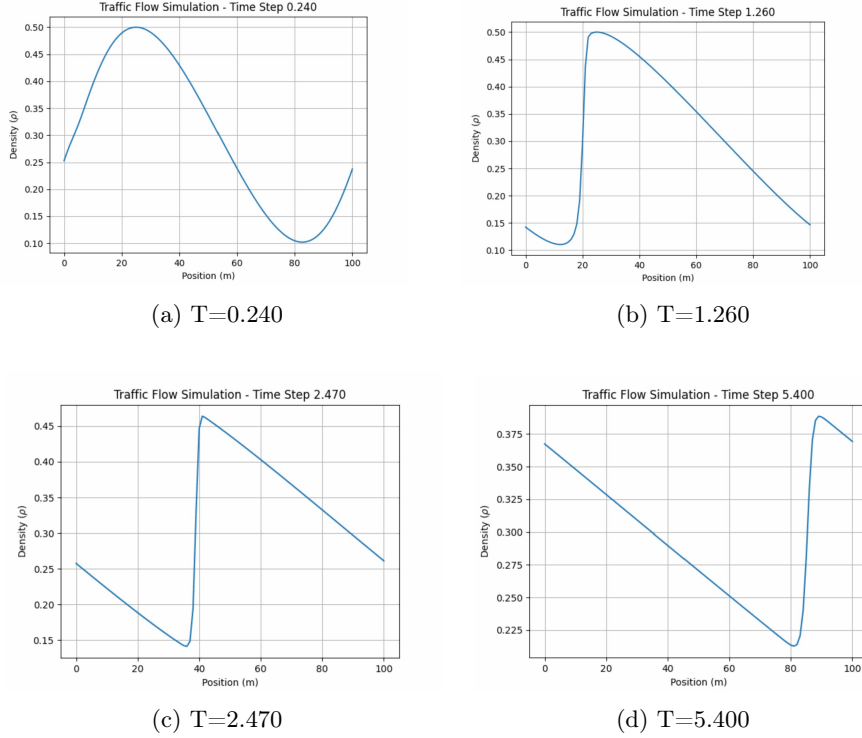 Traffic Flow Simulation - Time Step 0.240
0.50
0.45
0.40
0.35
0.30
0.25
0.20
0.15
0.10
Density (ρ)
0 20 40 60 80 100
Position (m)
(a) T=0.240
Traffic Flow Simulation - Time Step 1.260
0.50
0.45
0.40
0.35
0.30
0.25
0.20
0.15
0.10
Density (ρ)
0 20 40 60 80 100
Position (m)
(b) T=1.260
Traffic Flow Simulation - Time Step 2.470
0.45
0.40
0.35
0.30
0.25
0.20
0.15
Density (ρ)
0 20 40 60 80 100
Position (m)
(c) T=2.470
Traffic Flow Simulation - Time Step 5.400
0.375
0.350
0.325
0.300
0.275
0.250
0.225
Density (ρ)
0 20 40 60 80 100
Position (m)
(d) T=5.400